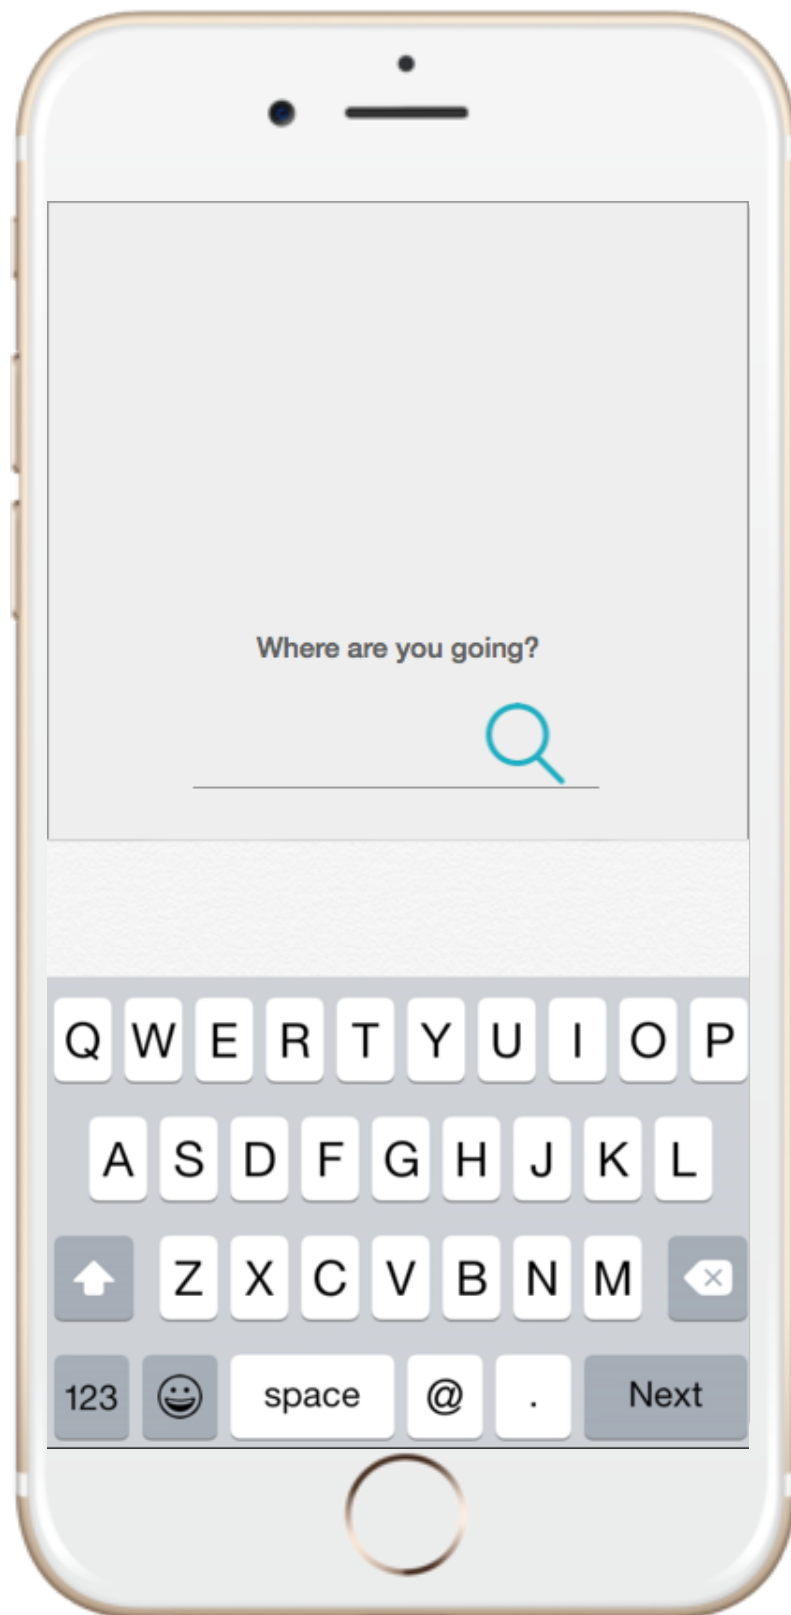 Where are you going?
Q W E R T Y U I O P
A S D F G H J K L
Z X C V B N M
123 space @ . Next